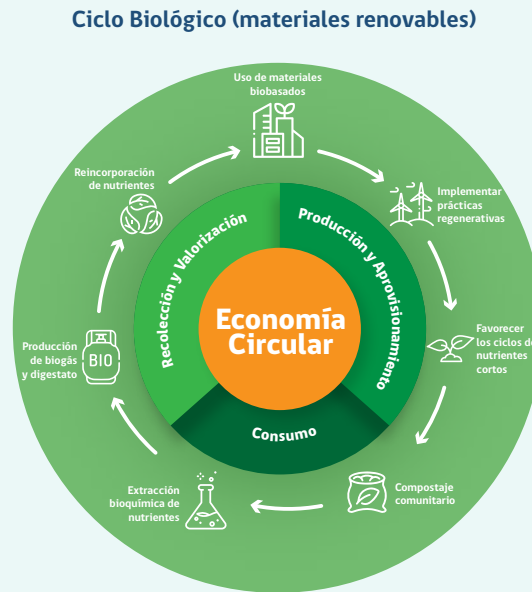 Ciclo Biológico (materiales renovables)
Uso de materiales
biobasados
Implementar
prácticas
regenerativas
Favorecer
los ciclos de
nutrientes
cortos
Compostaje
comunitario
Extracción
bioquímica de
nutrientes
Producción
de biogás
y digestato
BIO
Reincorporación
de nutrientes
Producción y Aprovisionamiento
Consumo
Recolección y Valorización
Economía
Circular